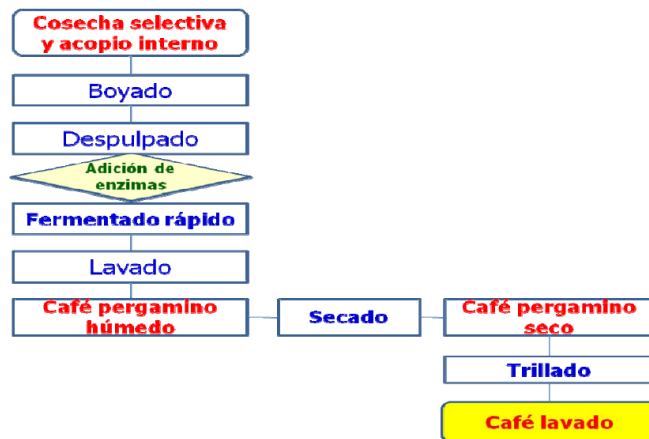 Cosecha selectiva
y acopio interno
Boyado
Despulpado
Adición de
enzimas
Fermentado rápido
Lavado
Café pergamino
húmedo
Secado
Café pergamino
seco
Trillado
Café lavado